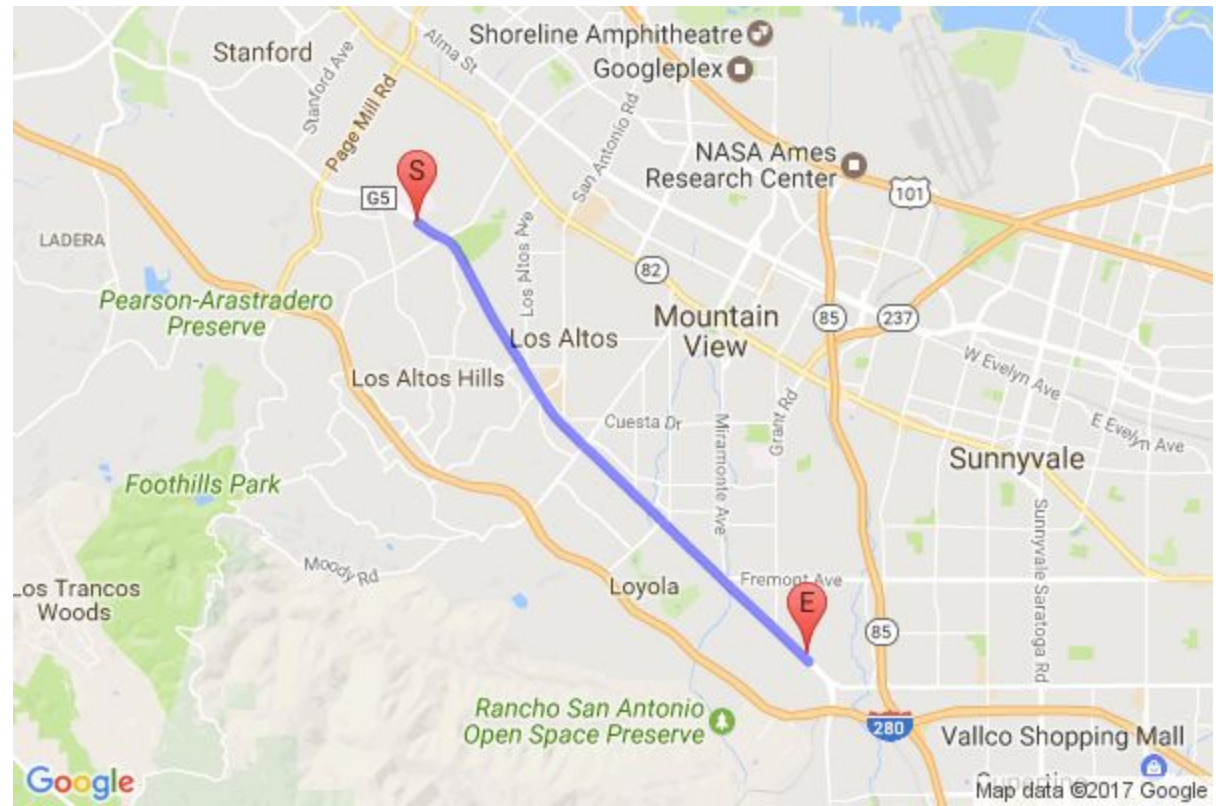 Stanford
Stanford Ave
Page Mill Rd
Alma St
Shoreline Amphitheatre
Googleplex
San Antonio Rd
NASA Ames
Research Center
101
S
G5
LADERA
Los Altos Ave
82
Pearson-Arastradero
Preserve
Mountain
View
85
237
Los Altos
W Evelyn Ave
Los Altos Hills
Cuesta Dr
Miramonte Ave
Grant Rd
E Evelyn Ave
Sunnyvale
Foothills Park
Sunnyvale Saratoga Rd
Moody Rd
Los Trancos
Woods
Loyola
Fremont Ave
E
85
Rancho San Antonio
Open Space Preserve
280
Vallco Shopping Mall
Google
Map data ©2017 Google